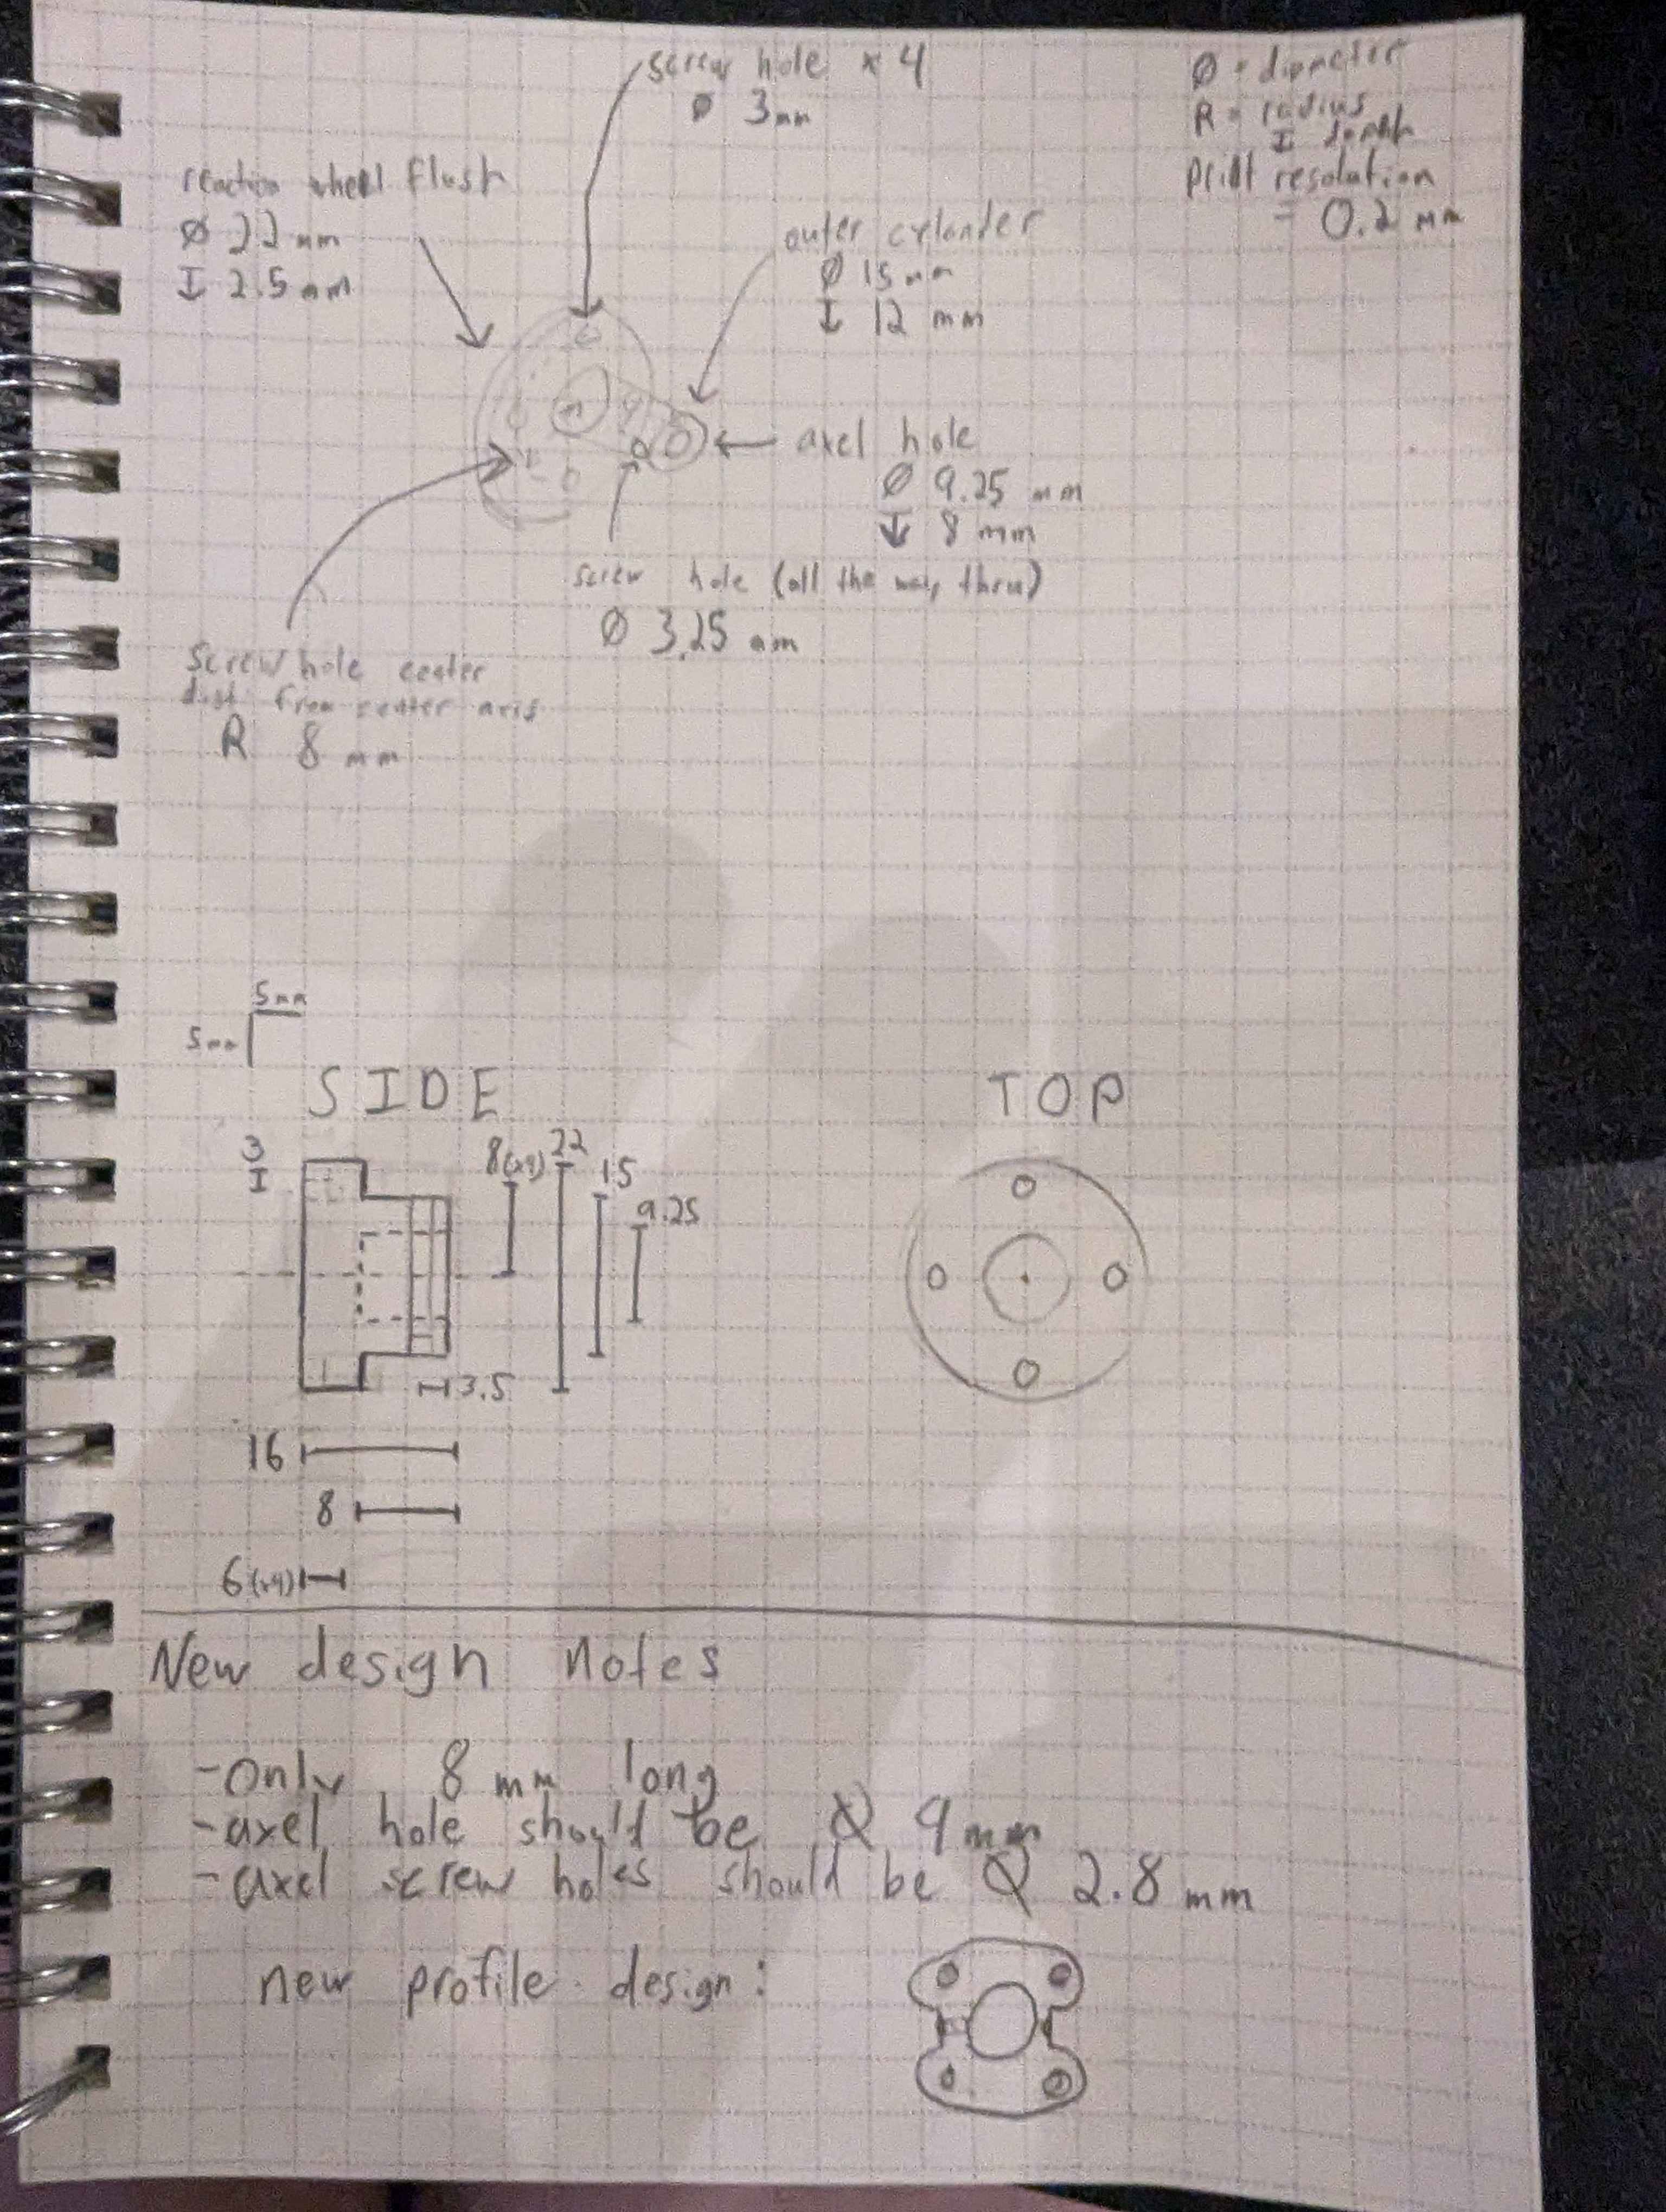 screw hole x 4
Ø 3mm
Ø = diameter
R = radius
I depth
Print resolution
= 0.2 mm
reaction wheel flush
Ø 22 mm
I 2.5 mm
outer cylander
Ø 15 mm
↓ 12 mm
axel hole
Ø 9.25 mm
↓ 8 mm
screw hole (all the way thru)
Ø 3.25 mm
Screw hole center
dist from center axis
R 8 mm
5mm
5mm
SIDE
TOP
3
8(x4)
22
15
9.25
3.5
16
8
6(x4)
New design notes
-only 8 mm long
-axel hole should be Ø 9 mm
-axel screw holes should be Ø 2.8 mm
new profile design: